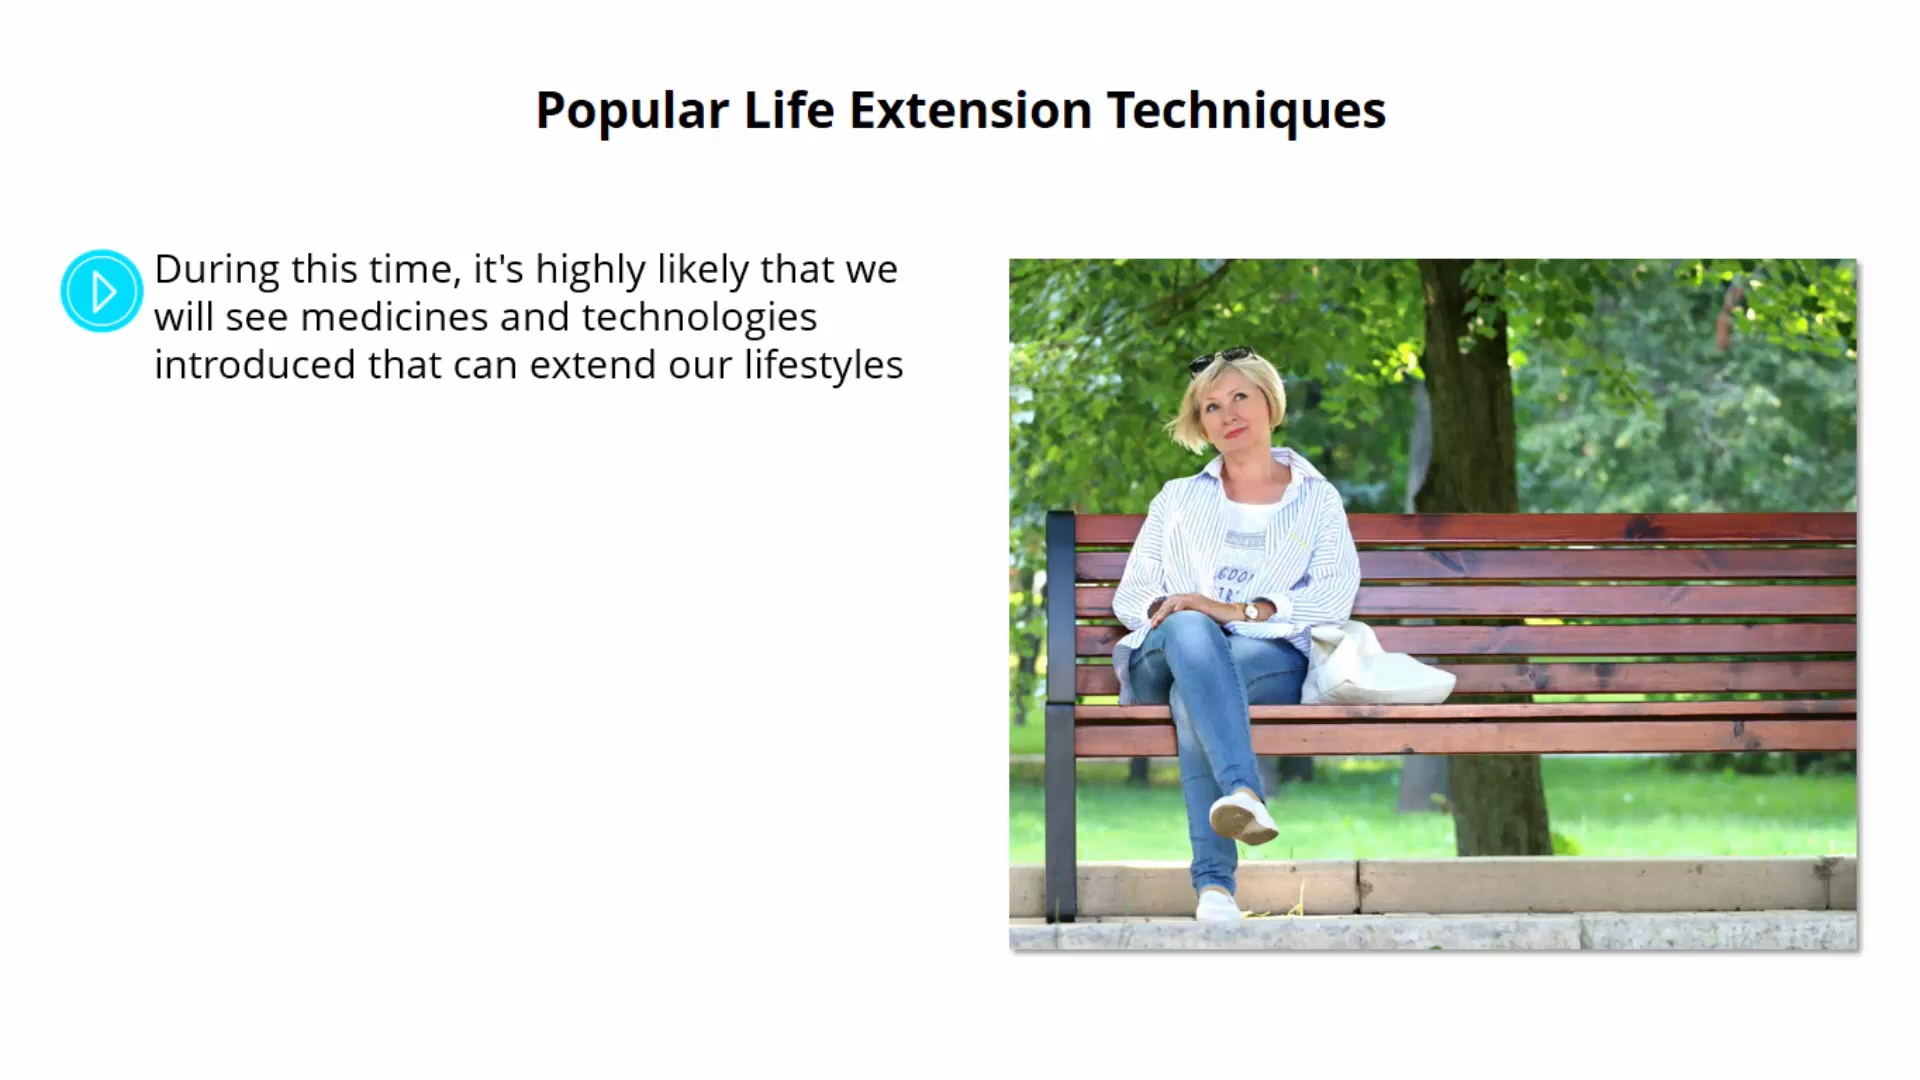 Popular Life Extension Techniques
During this time, it's highly likely that we
will see medicines and technologies
introduced that can extend our lifestyles